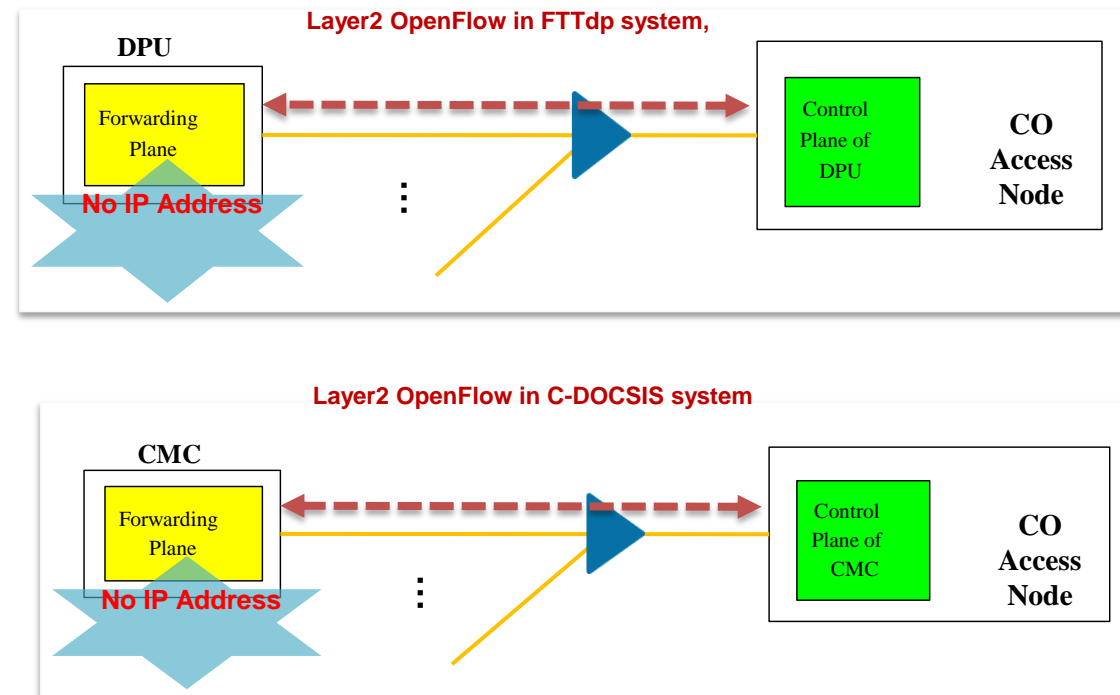 Layer2 OpenFlow in FTTdp system,
DPU
Forwarding
Plane
No IP Address
...
Control
Plane of
DPU
CO
Access
Node
Layer2 OpenFlow in C-DOCSIS system
CMC
Forwarding
Plane
No IP Address
...
Control
Plane of
CMC
CO
Access
Node